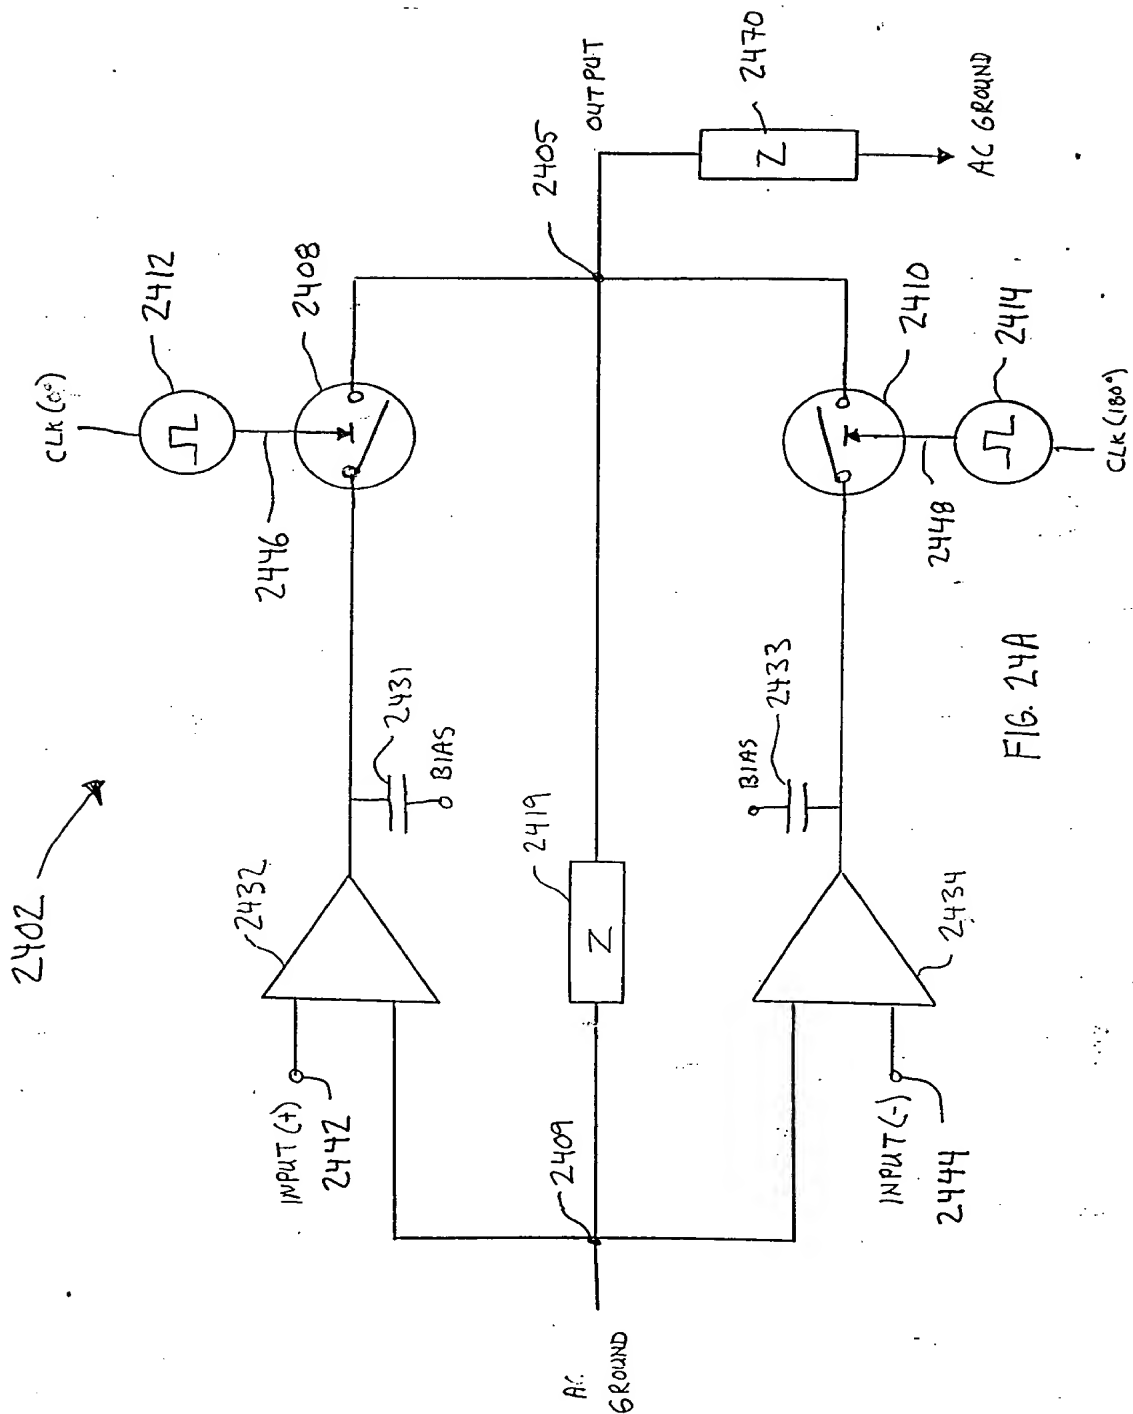 2402
CLK (0°)
2412
2446
2408
2432
INPUT (+)
2442
2431
BIAS
2405
OUTPUT
2470
Z
AC GROUND
2419
Z
2409
AC
GROUND
BIAS
2433
2410
INPUT (-)
2444
2434
2448
2414
CLK (180°)
FIG. 24A